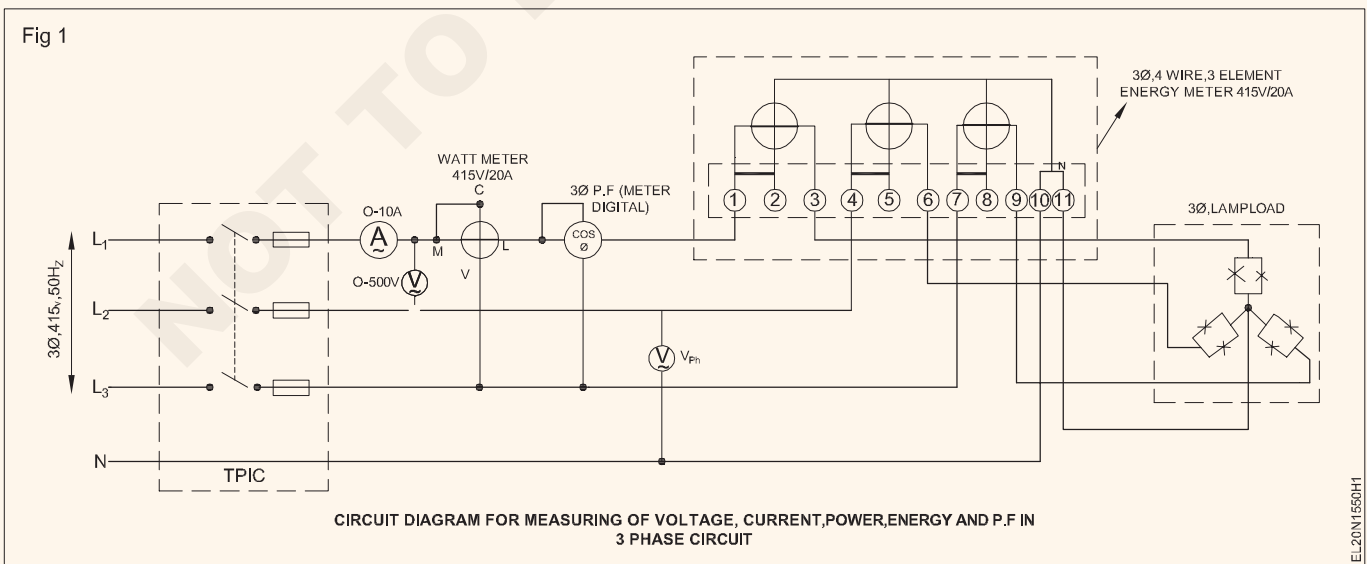 NOT TO
Fig 1
3Ø,4 WIRE,3 ELEMENT
ENERGY METER 415V/20A
WATT METER
415V/20A
C
3Ø P.F (METER
DIGITAL)
N
1 2 3 4 5 6 7 8 9 10 11
3Ø,LAMPLOAD
O-10A
L1
A
M
L
COS
Ø
V
O-500V
V
3Ø,415v,50HZ
L2
V
VPh
L3
N
TPIC
CIRCUIT DIAGRAM FOR MEASURING OF VOLTAGE, CURRENT,POWER,ENERGY AND P.F IN
3 PHASE CIRCUIT
EL20N1550H1